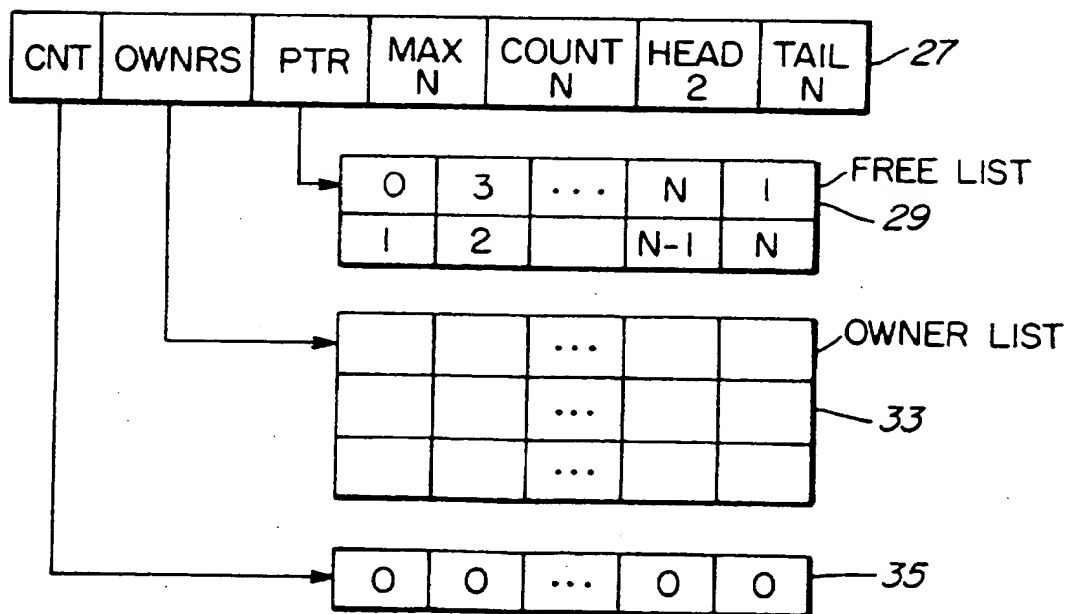 CNT OWNRS PTR MAX N COUNT N HEAD 2 TAIL N 27
0 3 ... N 1 FREE LIST
29
1 2 N-1 N
... OWNER LIST
...
33
...
0 0 ... 0 0 35